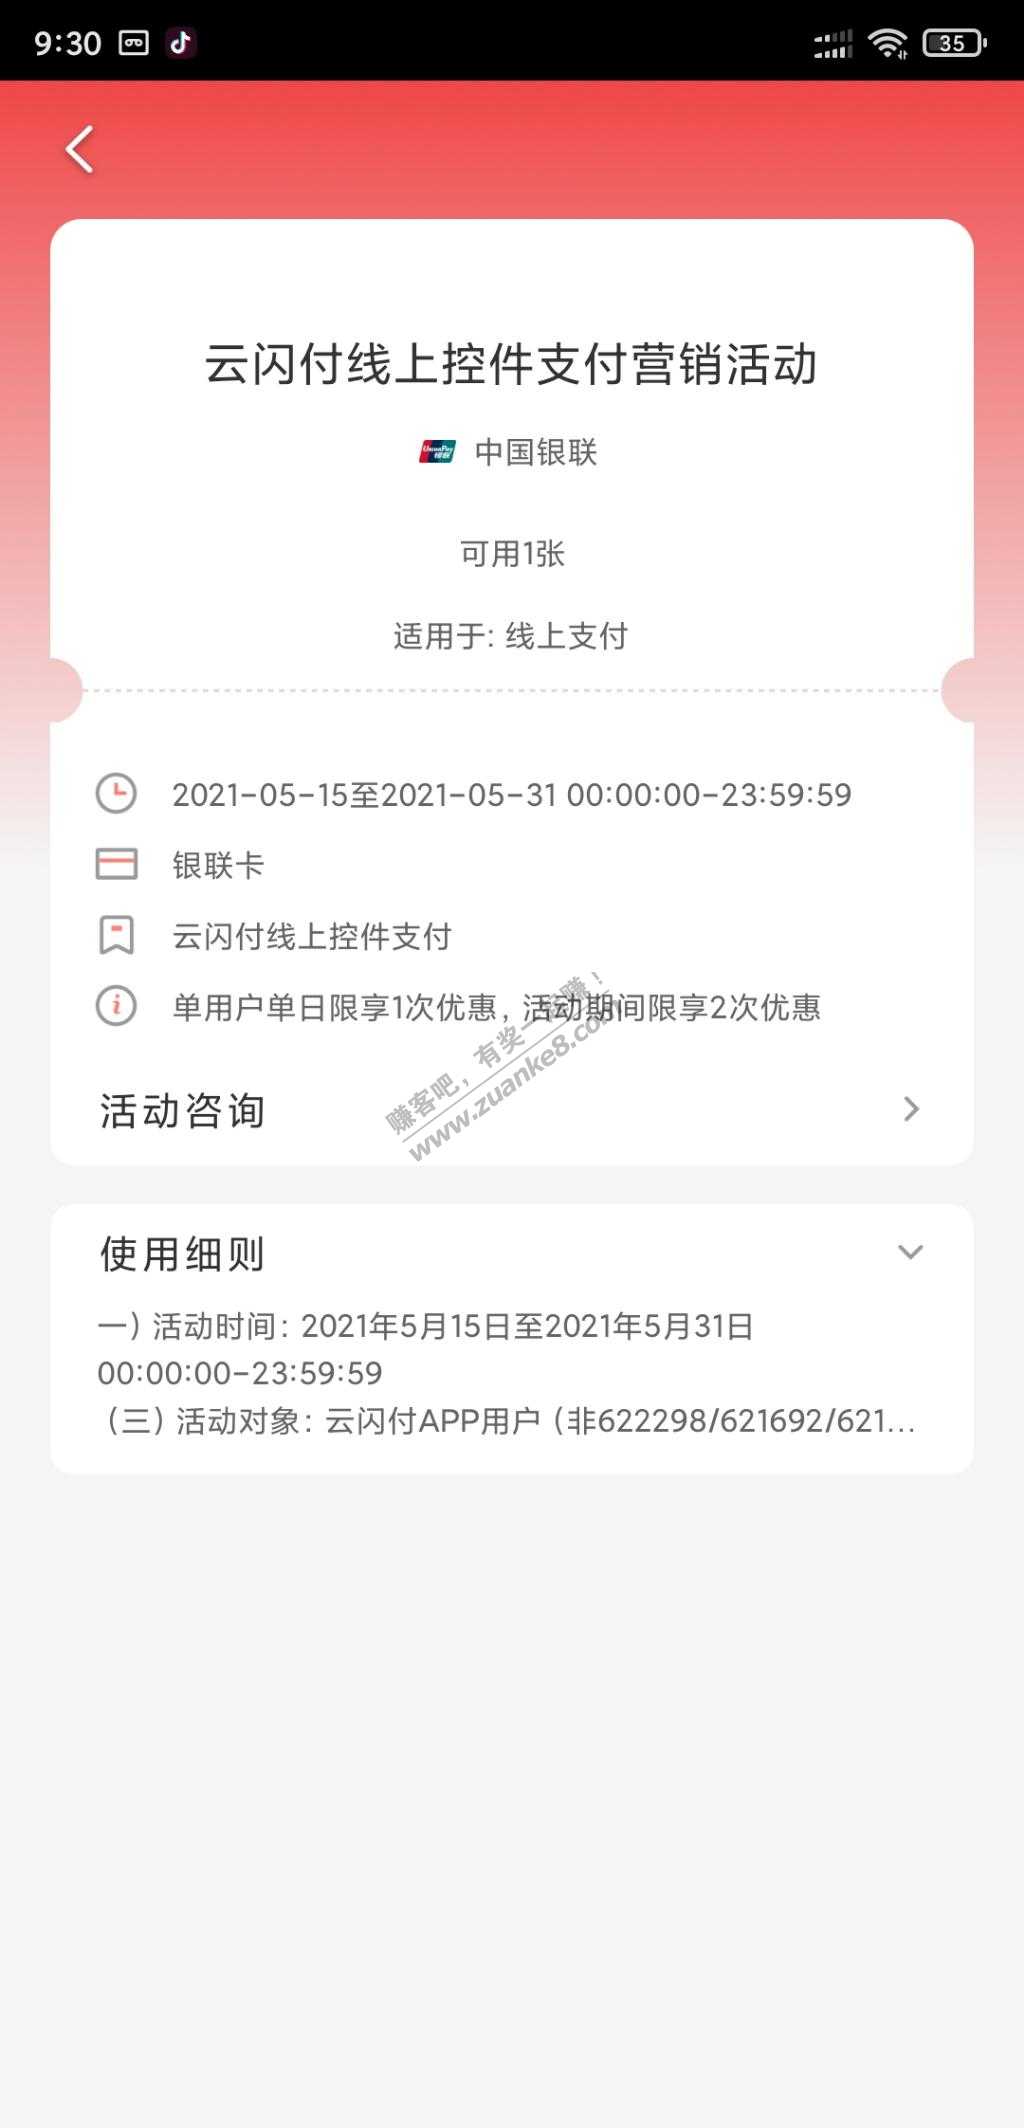 9:30
35
云闪付线上控件支付营销活动
UnionPay 银联 中国银联
可用1张
适用于: 线上支付
2021-05-15至2021-05-31 00:00:00-23:59:59
银联卡
云闪付线上控件支付
单用户单日限享1次优惠，活动期间限享2次优惠
赚客吧，有奖一起赚！
www.zuanke8.com
活动咨询
使用细则
一）活动时间：2021年5月15日至2021年5月31日
00:00:00-23:59:59
（三）活动对象：云闪付APP用户（非622298/621692/621...